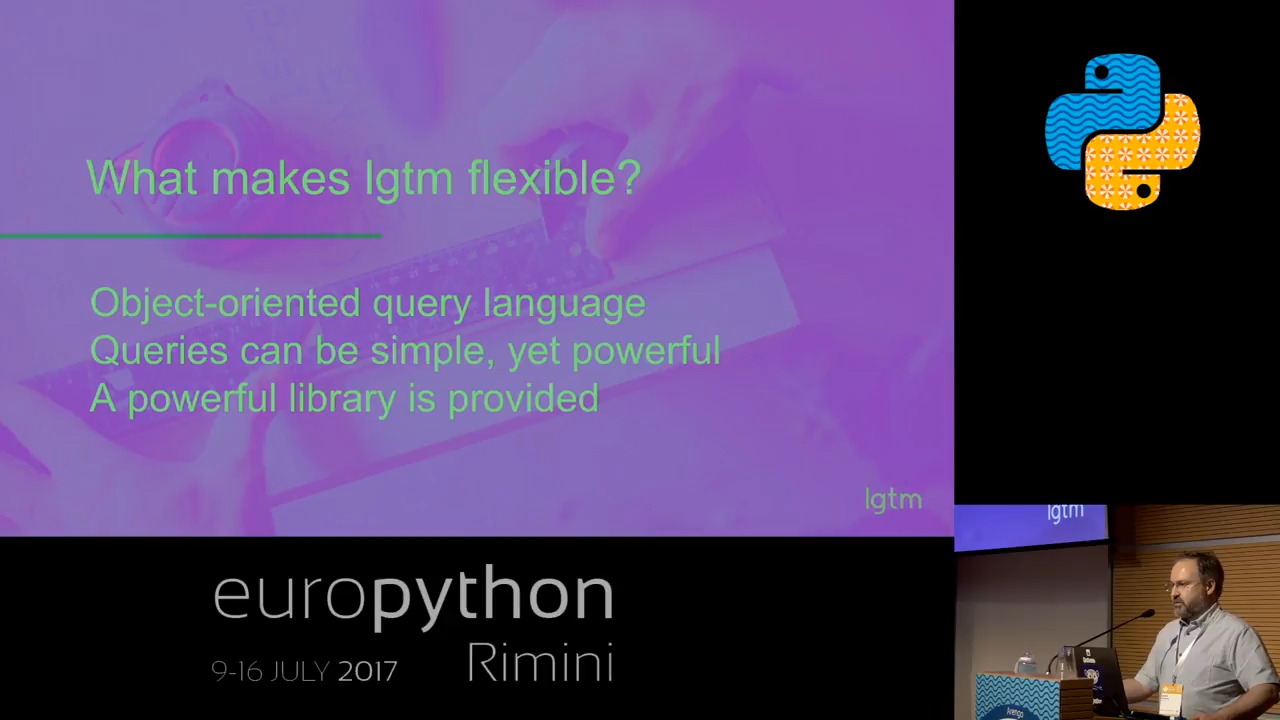 What makes lgtm flexible?
Object-oriented query language
Queries can be simple, yet powerful
A powerful library is provided
lgtm
lgtm
europython
9-16 JULY 2017
Rimini